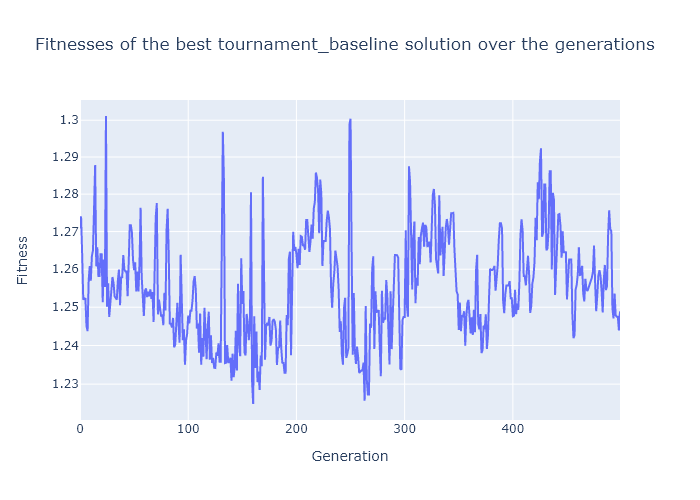 Fitnesses of the best tournament_baseline solution over the generations
1.3
1.29
1.28
1.27
1.26
1.25
1.24
1.23
Fitness
0 100 200 300 400
Generation